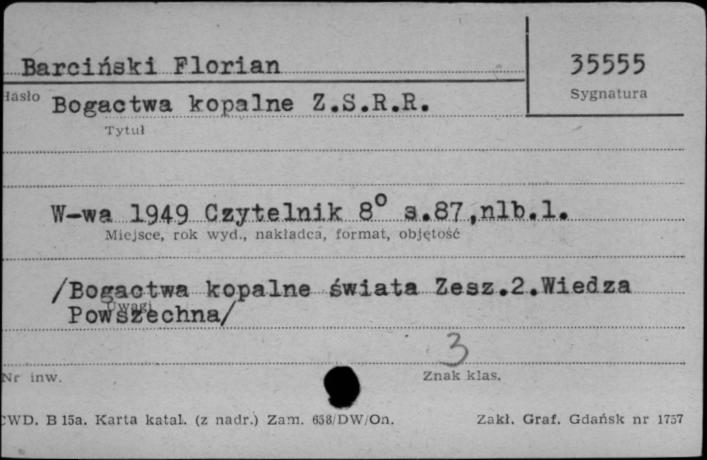 Barciński Florian
35555
Hasło
Bogactwa kopalne Z.S.R.R.
Sygnatura
Tytuł
W-wa 1949 Czytelnik 8° s.87,nlb.1.
Miejsce, rok wyd., nakładca, format, objętość
/Bogactwa kopalne świata Zesz.2.Wiedza
Uwagi
Powszechna/
3
Nr inw.
Znak klas.
CWD. B 15a. Karta katal. (z nadr.) Zam. 658/DW/On.
Zakł. Graf. Gdańsk nr 1757